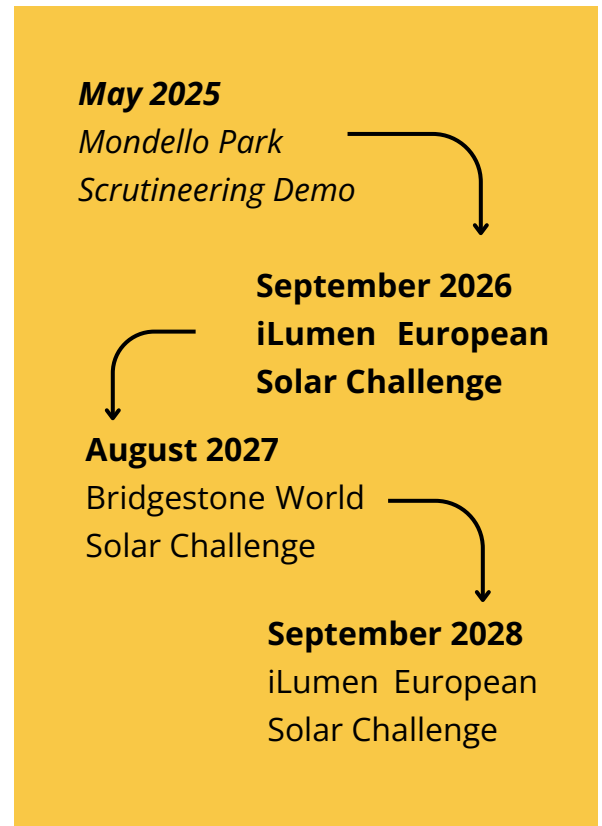 May 2025
Mondello Park
Scrutineering Demo
September 2026
iLumen European
Solar Challenge
August 2027
Bridgestone World
Solar Challenge
September 2028
iLumen European
Solar Challenge